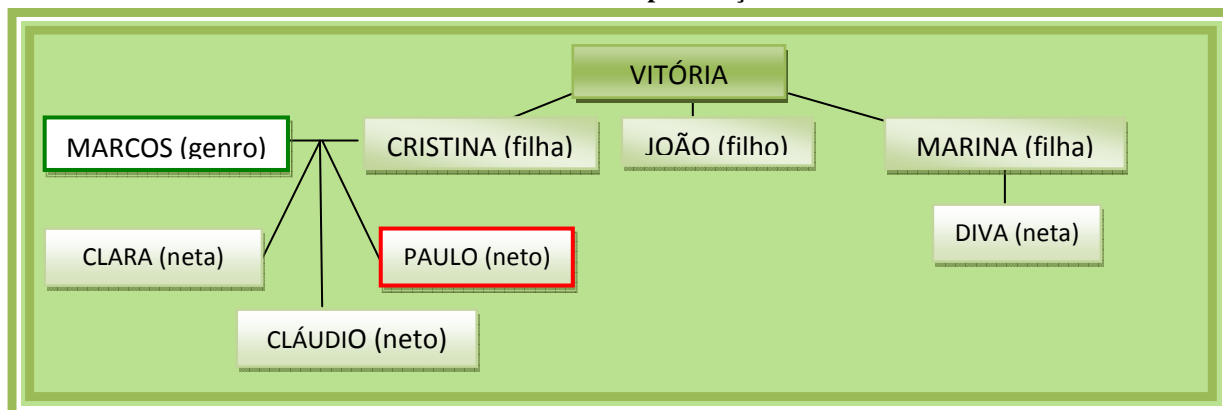 VITÓRIA
MARCOS (genro)
CRISTINA (filha)
JOÃO (filho)
MARINA (filha)
CLARA (neta)
PAULO (neto)
DIVA (neta)
CLÁUDIO (neto)